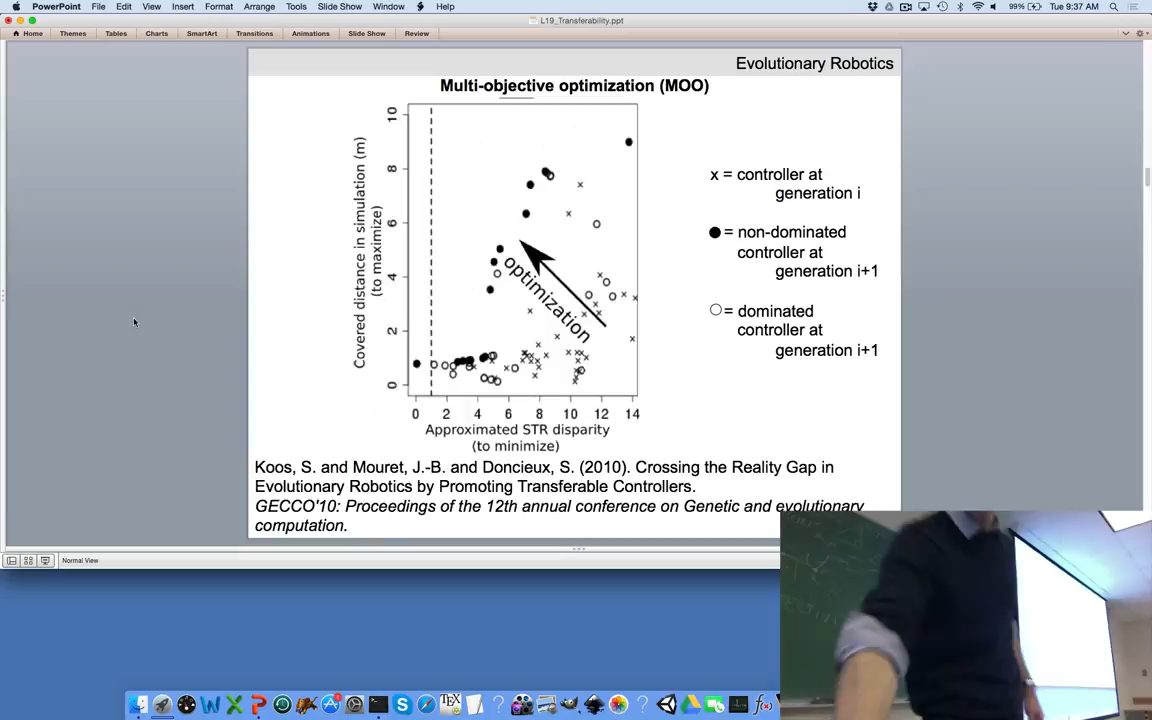 PowerPoint File Edit View Insert Format Arrange Tools Slide Show Window Help 99% Tue 9:37 AM
L19_Transferability.ppt
Home Themes Tables Charts SmartArt Transitions Animations Slide Show Review
Evolutionary Robotics
Multi-objective optimization (MOO)
Covered distance in simulation (m)
(to maximize)
10
8
6
4
2
0
optimization
0 2 4 6 8 10 12 14
Approximated STR disparity
(to minimize)
x = controller at
generation i
= non-dominated
controller at
generation i+1
= dominated
controller at
generation i+1
Koos, S. and Mouret, J.-B. and Doncieux, S. (2010). Crossing the Reality Gap in
Evolutionary Robotics by Promoting Transferable Controllers.
GECCO'10: Proceedings of the 12th annual conference on Genetic and evolutionary
computation.
Normal View